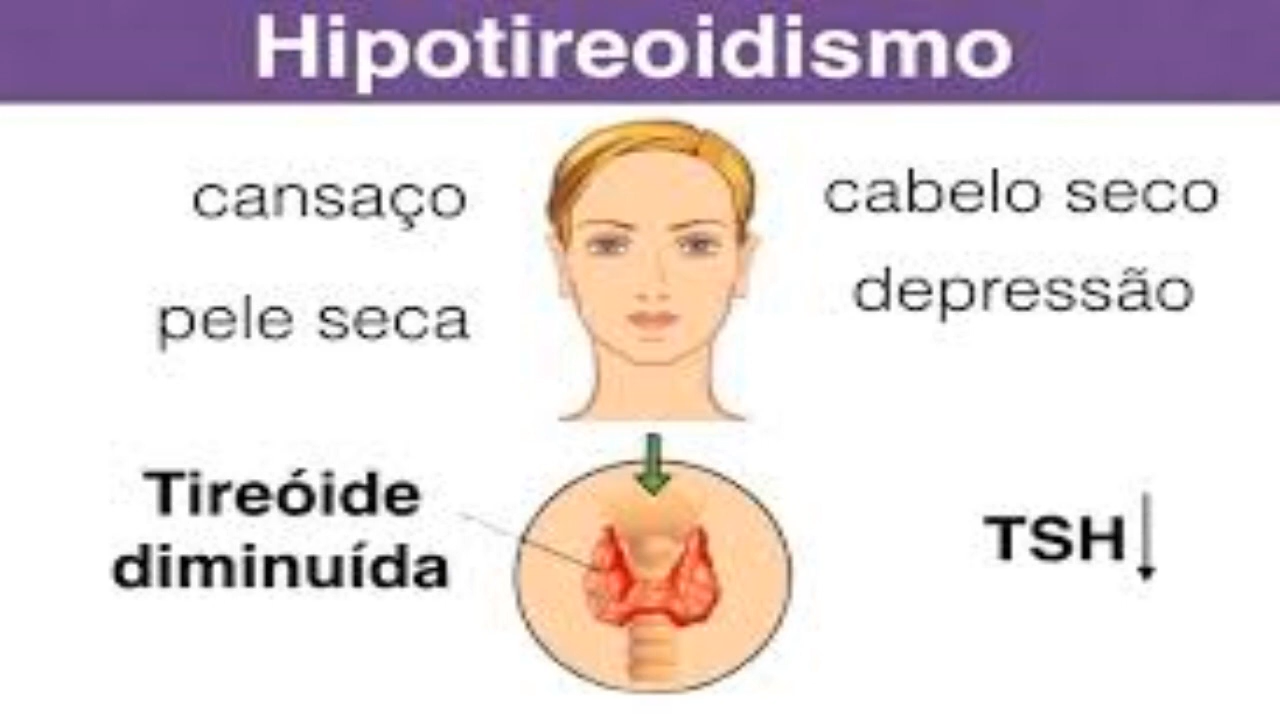 Hipotireoidismo
cansaço
pele seca
cabelo seco
depressão
Tireóide
diminuída
TSH↓